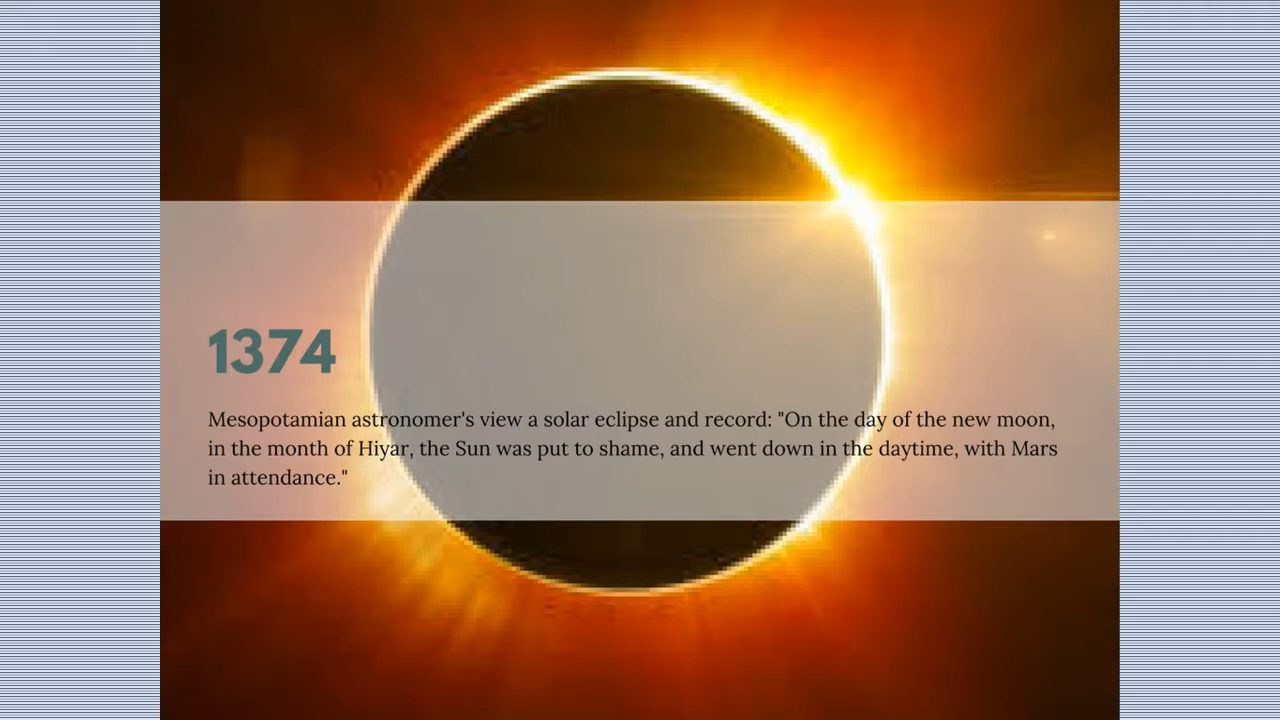 1374
Mesopotamian astronomer's view a solar eclipse and record: "On the day of the new moon,
in the month of Hiyar, the Sun was put to shame, and went down in the daytime, with Mars
in attendance."